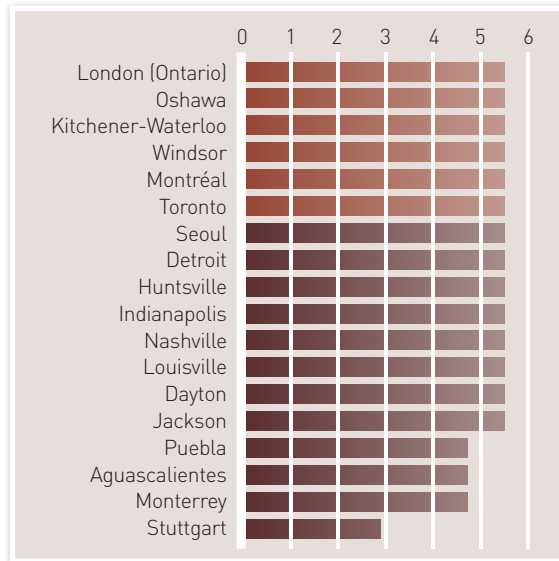 0 1 2 3 4 5 6
London (Ontario)
Oshawa
Kitchener-Waterloo
Windsor
Montréal
Toronto
Seoul
Detroit
Huntsville
Indianapolis
Nashville
Louisville
Dayton
Jackson
Puebla
Aguascalientes
Monterrey
Stuttgart